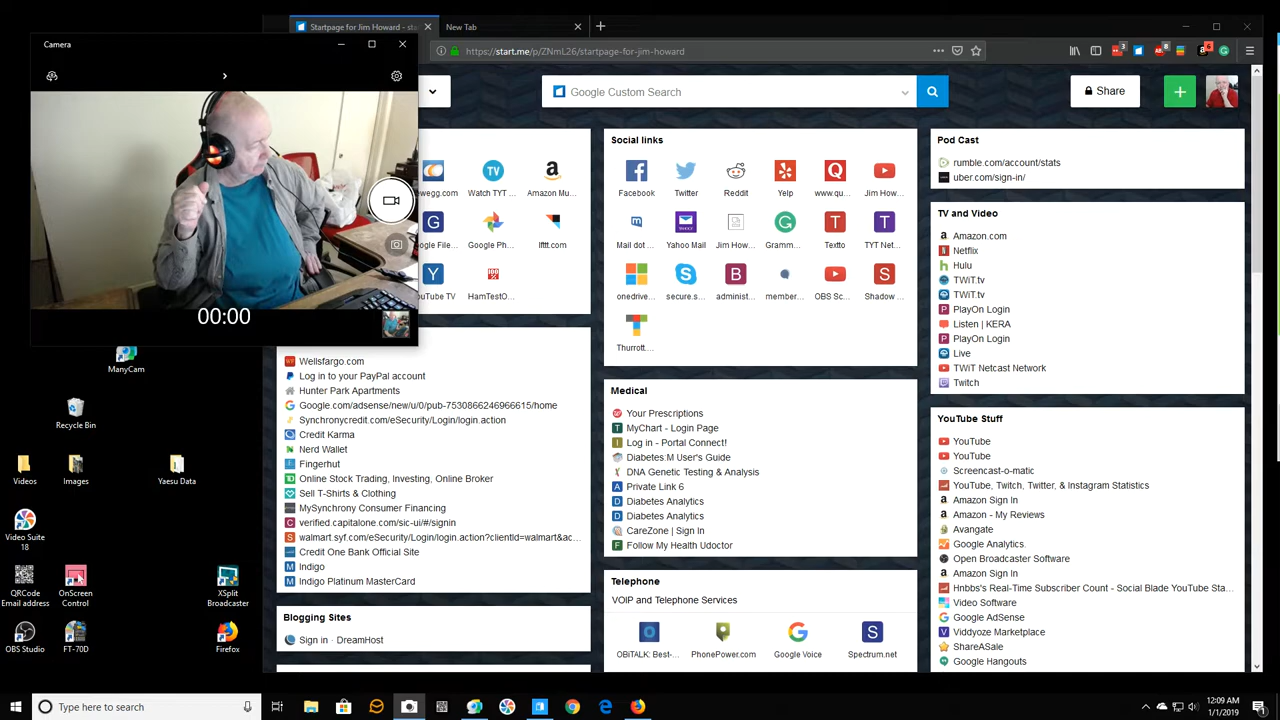 Startpage for Jim Howard - sta
New Tab
Camera
https://start.me/p/ZNmL26/startpage-for-jim-howard
3
8
6
Google Custom Search
Share
Social links
Pod Cast
rumble.com/account/stats
uber.com/sign-in/
wegg.com
Watch TYT ...
Amazon Mu...
Facebook
Twitter
Reddit
Yelp
www.qu...
Jim How...
TV and Video
Amazon.com
Netflix
Hulu
TWiT.tv
TWiT.tv
PlayOn Login
Listen | KERA
PlayOn Login
Live
TWiT Netcast Network
Twitch
ogle File...
Google Ph...
Ifttt.com
Mail dot ...
Yahoo Mail
Jim How...
Gramm...
Textto
TYT Net...
ouTube TV
HamTestO...
onedrive...
secure.s...
administ...
member...
OBS Sc...
Shadow ...
Thurrott....
00:00
ManyCam
Recycle Bin
Videos
Images
Yaesu Data
Video Suite
18
QRCode
Email address
OnScreen
Control
XSplit
Broadcaster
OBS Studio
FT-70D
Firefox
Wellsfargo.com
Log in to your PayPal account
Hunter Park Apartments
Google.com/adsense/new/u/0/pub-7530866246966615/home
Synchronycredit.com/eSecurity/Login/login.action
Credit Karma
Nerd Wallet
Fingerhut
Online Stock Trading, Investing, Online Broker
Sell T-Shirts & Clothing
MySynchrony Consumer Financing
verified.capitalone.com/sic-ui/#/signin
walmart.syf.com/eSecurity/Login/login.action?clientId=walmart&ac...
Credit One Bank Official Site
Indigo
Indigo Platinum MasterCard
Blogging Sites
Sign in · DreamHost
Medical
Your Prescriptions
MyChart - Login Page
Log in - Portal Connect!
Diabetes:M User's Guide
DNA Genetic Testing & Analysis
Private Link 6
Diabetes Analytics
Diabetes Analytics
CareZone | Sign In
Follow My Health Udoctor
Telephone
VOIP and Telephone Services
OBiTALK: Best-...
PhonePower.com
Google Voice
Spectrum.net
YouTube Stuff
YouTube
YouTube
Screencast-o-matic
YouTube, Twitch, Twitter, & Instagram Statistics
Amazon Sign In
Amazon - My Reviews
Avangate
Google Analytics.
Open Broadcaster Software
Amazon Sign In
Hnbbs's Real-Time Subscriber Count - Social Blade YouTube Sta...
Video Software
Google AdSense
Viddyoze Marketplace
ShareASale
Google Hangouts
Type here to search
12:09 AM
1/1/2019